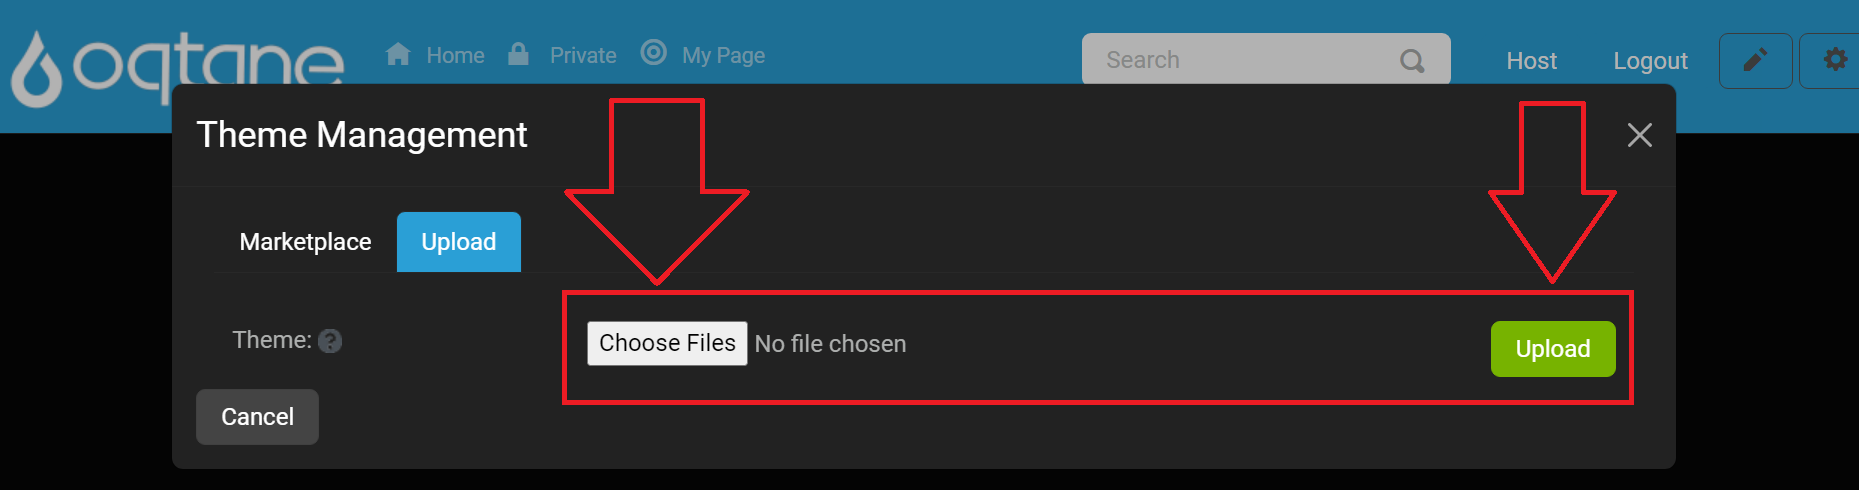 oqtane
Home Private My Page
Search
Host Logout
Theme Management
Marketplace Upload
Theme: ?
Choose Files No file chosen
Upload
Cancel